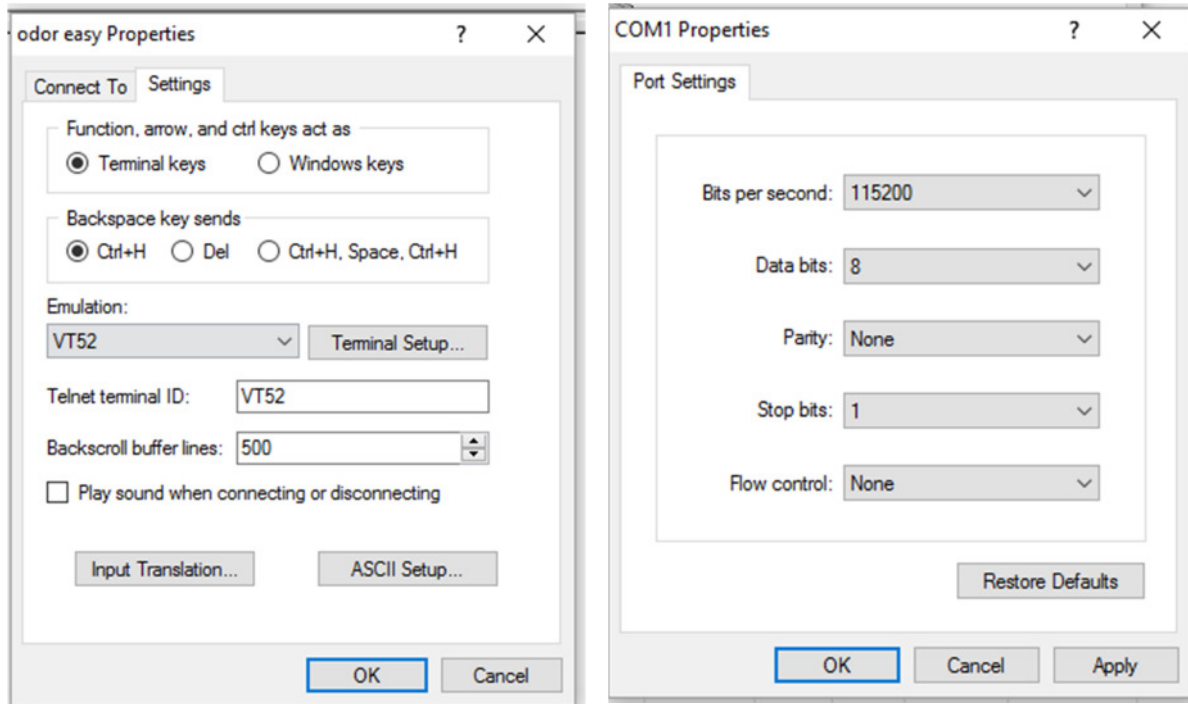 odor easy Properties
?
Connect To
Settings
Function, arrow, and ctrl keys act as
Terminal keys
Windows keys
Backspace key sends
Ctrl+H
Del
Ctrl+H, Space, Ctrl+H
Emulation:
VT52
Terminal Setup...
Telnet terminal ID:
VT52
Backscroll buffer lines:
500
Play sound when connecting or disconnecting
Input Translation...
ASCII Setup...
OK
Cancel
COM1 Properties
?
Port Settings
Bits per second:
115200
Data bits:
8
Parity:
None
Stop bits:
1
Flow control:
None
Restore Defaults
OK
Cancel
Apply